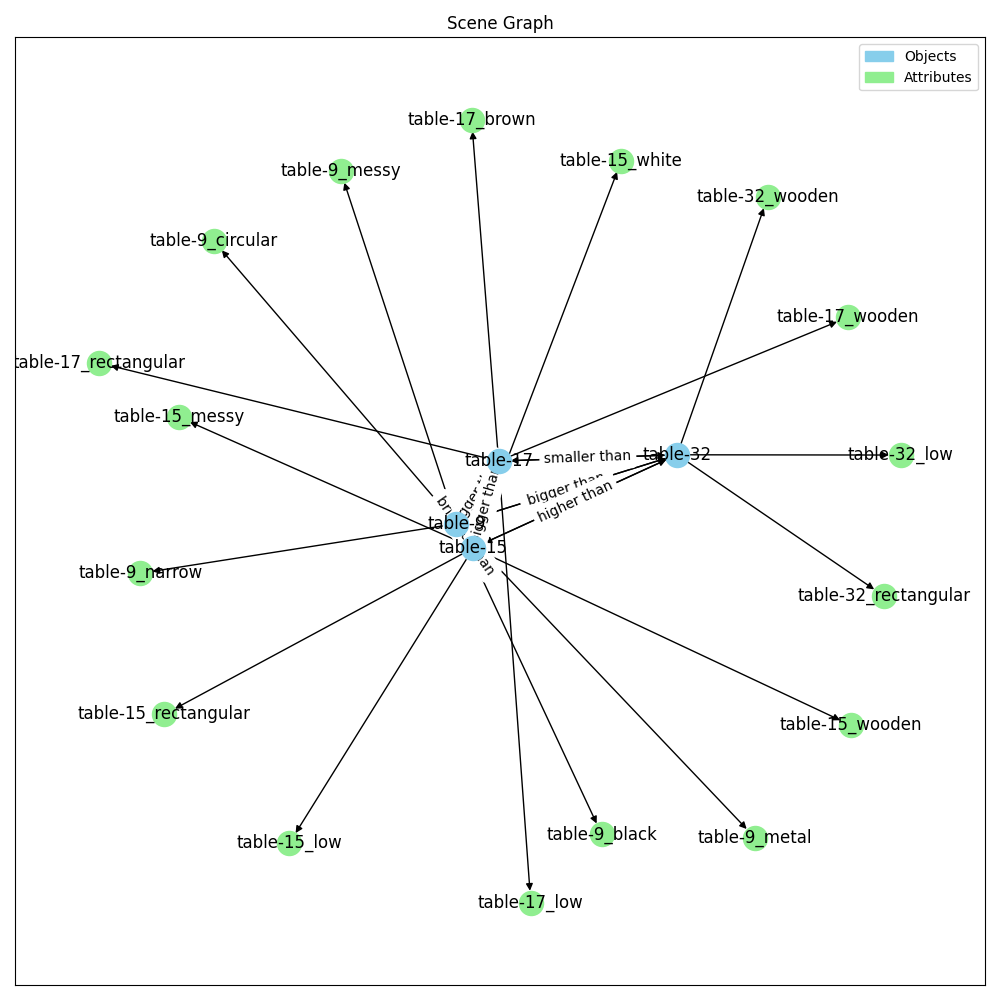 Scene Graph
Objects
Attributes
table-17_brown
table-15_white
table-9_messy
table-32_wooden
table-9_circular
table-17_wooden
table-17_rectangular
table-15_messy
table-17
smaller than
table-32
table-32_low
bigger than
higher than
bigger than
table-9
table-15
table-9_narrow
table-32_rectangular
table-15_rectangular
table-15_wooden
table-15_low
table-9_black
table-9_metal
table-17_low